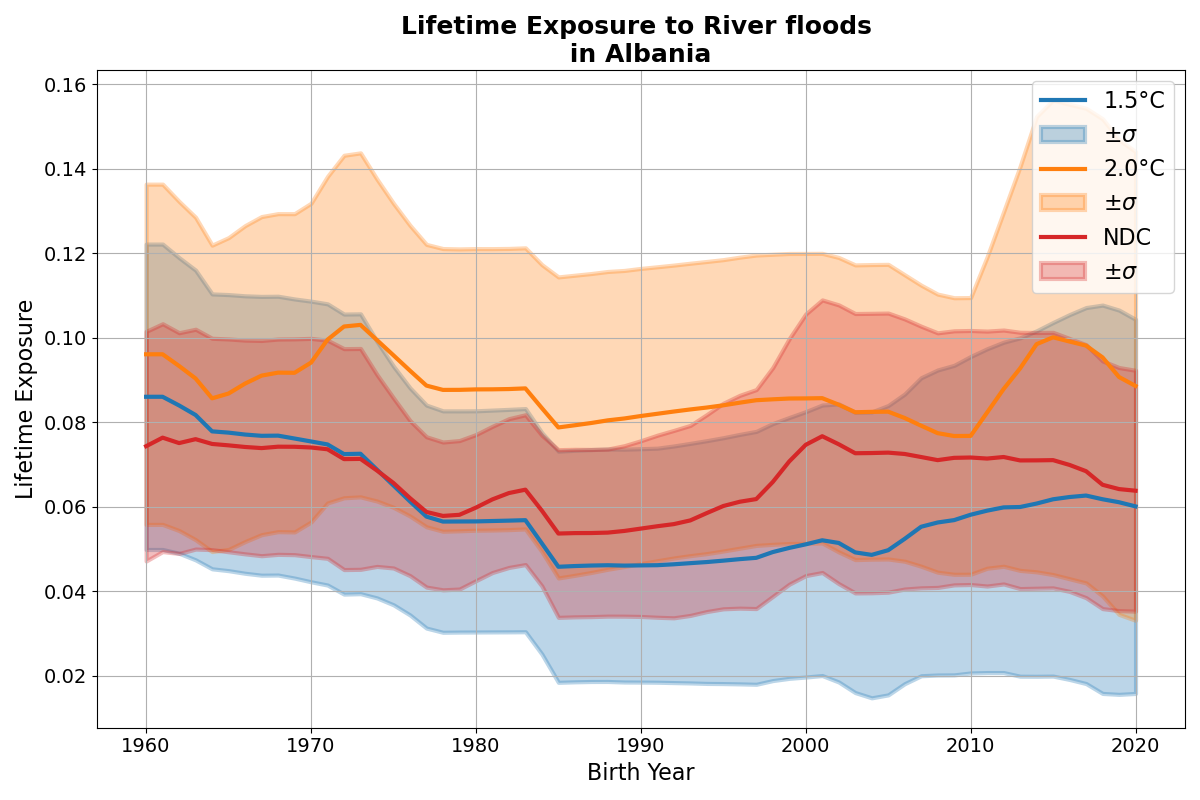 Lifetime Exposure to River floods
in Albania
Lifetime Exposure
0.16
0.14
0.12
0.10
0.08
0.06
0.04
0.02
1960 1970 1980 1990 2000 2010 2020
Birth Year
1.5°C
±σ
2.0°C
±σ
NDC
±σ